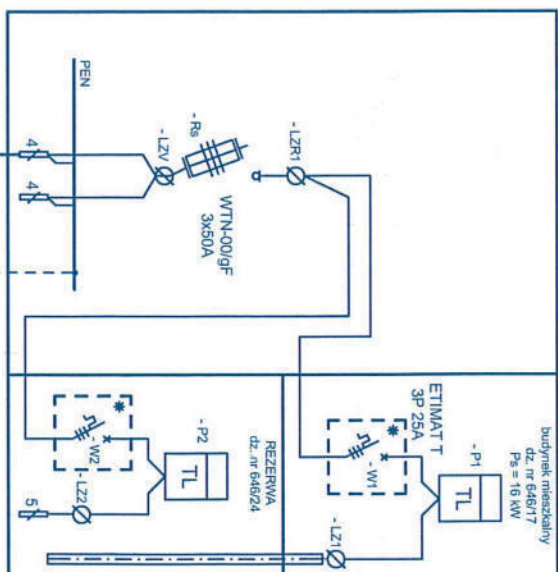 PEN
4
4
- LZV
- Rs
WTN-00/gF
3x50A
- LZR1
ETIMAT T
3P 25A
budynek mieszkalny
dz. nr 646/17
Ps = 16 kW
- P1
TL
*
- W1
- LZ1
REZERWA
dz. nr 646/24
- P2
TL
*
- W2
- LZ2
5